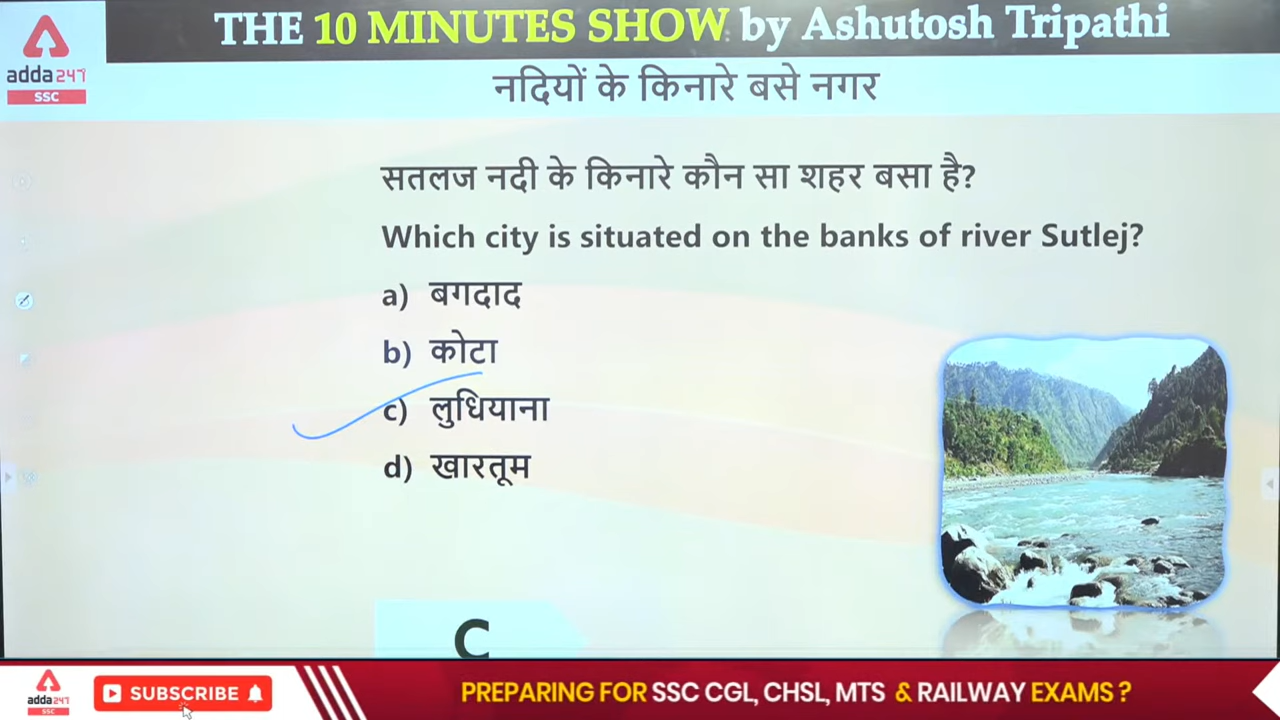 THE 10 MINUTES SHOW by Ashutosh Tripathi
adda247
SSC
नदियों के किनारे बसे नगर
सतलज नदी के किनारे कौन सा शहर बसा है?
Which city is situated on the banks of river Sutlej?
a) बगदाद
b) कोटा
c) लुधियाना
d) खारतूम
C
adda247
SSC
SUBSCRIBE
PREPARING FOR SSC CGL, CHSL, MTS & RAILWAY EXAMS ?